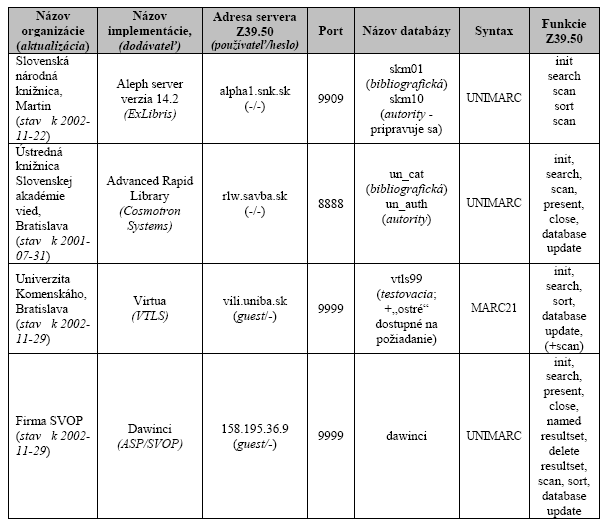 Názov
organizácie
(aktualizácia)
Názov
implementácie,
(dodávateľ)
Adresa servera
Z39.50
(používateľ/heslo)
Port
Názov databázy
Syntax
Funkcie
Z39.50
Slovenská
národná
knižnica,
Martin
(stav k 2002-
11-22)
Aleph server
verzia 14.2
(ExLibris)
alpha1.snk.sk
(-/-)
9909
skm01
(bibliografická)
skm10
(autority -
pripravuje sa)
UNIMARC
init
search
scan
sort
scan
Ústredná
knižnica
Slovenskej
akadémie
vied,
Bratislava
(stav k 2001-
07-31)
Advanced Rapid
Library
(Cosmotron
Systems)
rlw.savba.sk
(-/-)
8888
un_cat
(bibliografická)
un_auth
(autority)
UNIMARC
init,
search,
scan,
present,
close,
database
update
Univerzita
Komenského,
Bratislava
(stav k 2002-
11-29)
Virtua
(VTLS)
vili.uniba.sk
(guest/-)
9999
vtls99
(testovacia;
+„ostré“
dostupné na
požiadanie)
MARC21
init,
search,
sort,
database
update,
(+scan)
Firma SVOP
(stav k 2002-
11-29)
Dawinci
(ASP/SVOP)
158.195.36.9
(guest/-)
9999
dawinci
UNIMARC
init,
search,
present,
close,
named
resultset,
delete
resultset,
scan, sort,
database
update